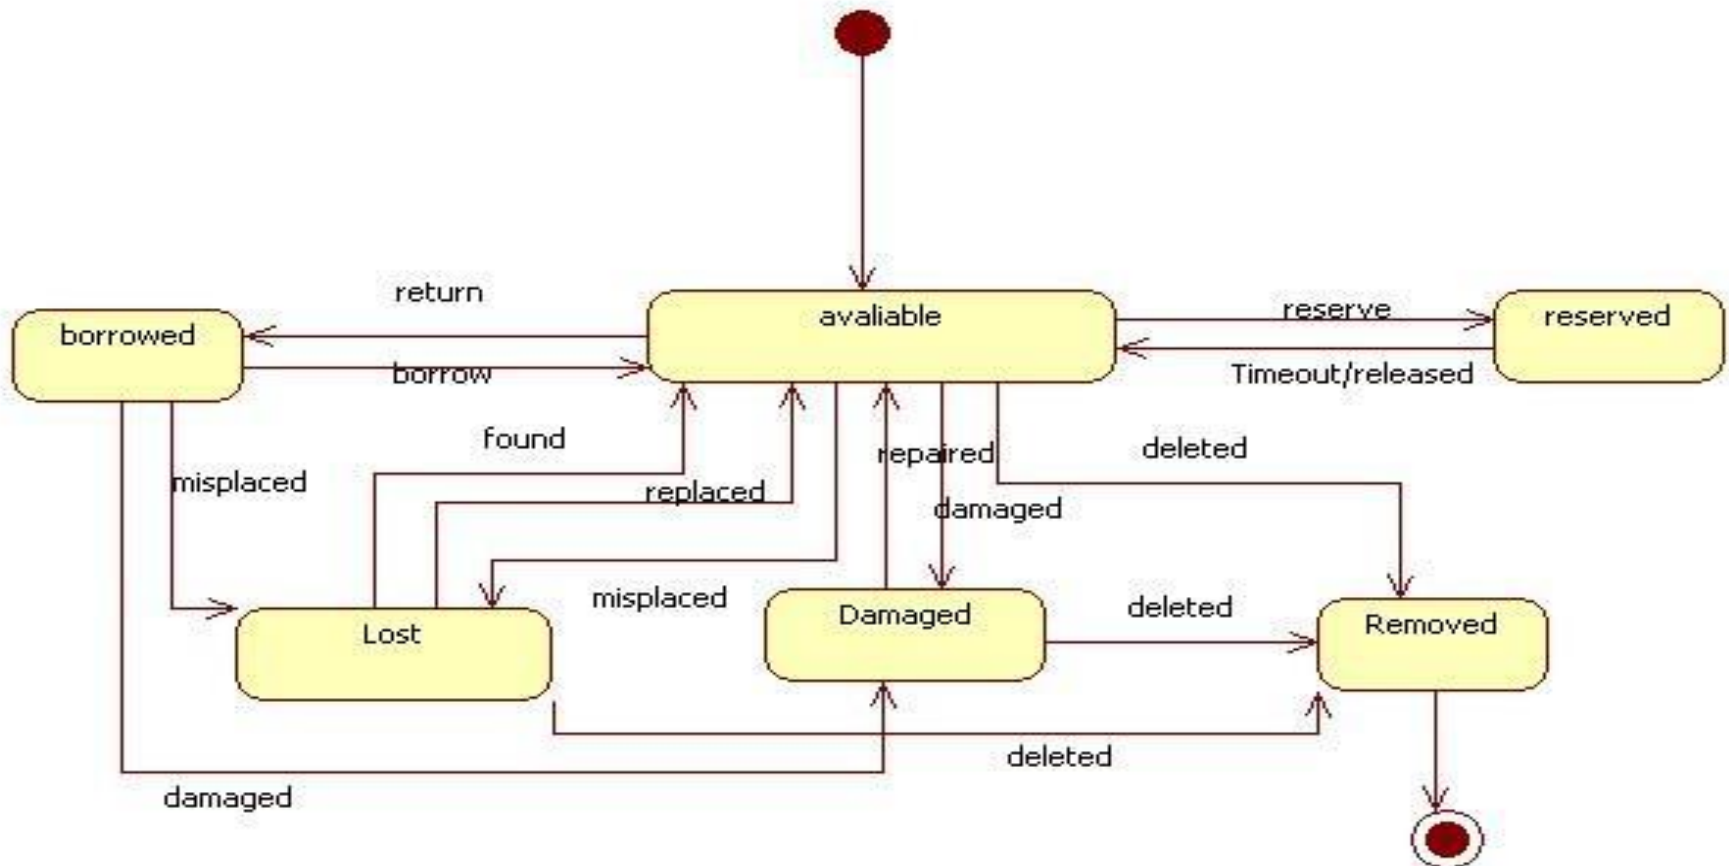 return
borrowed
avaliable
reserve
reserved
borrow
Timeout/released
found
misplaced
replaced
repaired
deleted
damaged
misplaced
Lost
Damaged
deleted
Removed
deleted
damaged